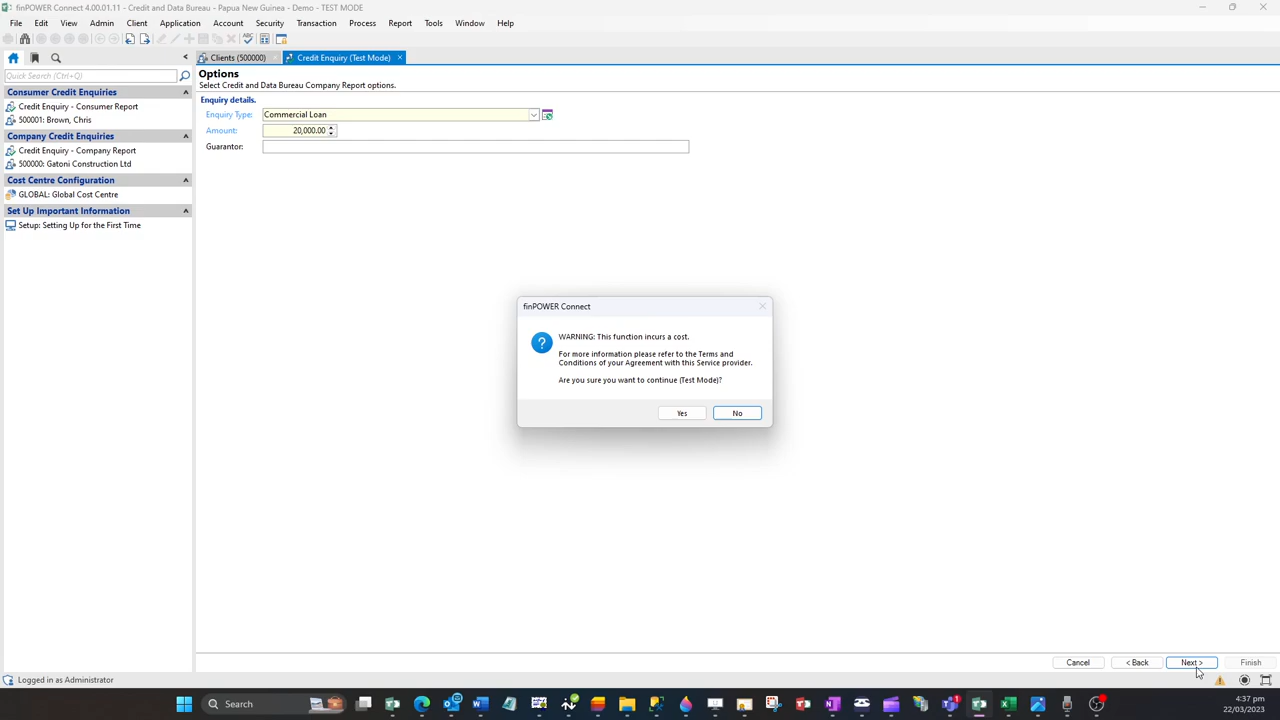 finPOWER Connect 4.00.01.11 - Credit and Data Bureau - Papua New Guinea - Demo - TEST MODE
File Edit View Admin Client Application Account Security Transaction Process Report Tools Window Help
Clients (500000)
Credit Enquiry (Test Mode)
Quick Search (Ctrl+Q)
Consumer Credit Enquiries
Credit Enquiry - Consumer Report
500001: Brown, Chris
Company Credit Enquiries
Credit Enquiry - Company Report
500000: Gatoni Construction Ltd
Cost Centre Configuration
GLOBAL: Global Cost Centre
Set Up Important Information
Setup: Setting Up for the First Time
Options
Select Credit and Data Bureau Company Report options.
Enquiry details.
Enquiry Type: Commercial Loan
Amount: 20,000.00
Guarantor:
finPOWER Connect
WARNING: This function incurs a cost.
For more information please refer to the Terms and
Conditions of your Agreement with this Service provider.
Are you sure you want to continue (Test Mode)?
Yes No
Cancel < Back Next > Finish
Logged in as Administrator
Search
4:37 pm
22/03/2023